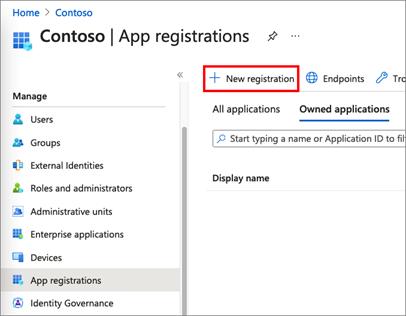 Home > Contoso >
Contoso | App registrations ...
«
+ New registration Endpoints Tro
Manage
All applications Owned applications
Users
Groups
Start typing a name or Application ID to filt
External Identities
Roles and administrators
Display name
Administrative units
Enterprise applications
Devices
App registrations
Identity Governance